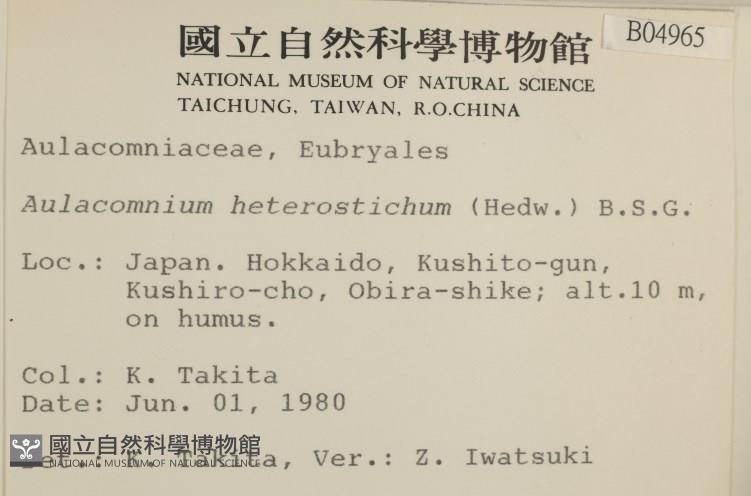 國立自然科學博物館
B04965
NATIONAL MUSEUM OF NATURAL SCIENCE
TAICHUNG, TAIWAN, R.O.CHINA
Aulacomniaceae, Eubryales
Aulacomnium heterostichum (Hedw.) B.S.G.
Loc.: Japan. Hokkaido, Kushito-gun,
Kushiro-cho, Obira-shike; alt.10 m,
on humus.
Col.: K. Takita
Date: Jun. 01, 1980
Det.: K. Takita, Ver.: Z. Iwatsuki
國立自然科學博物館
NATIONAL MUSEUM OF NATURAL SCIENCE